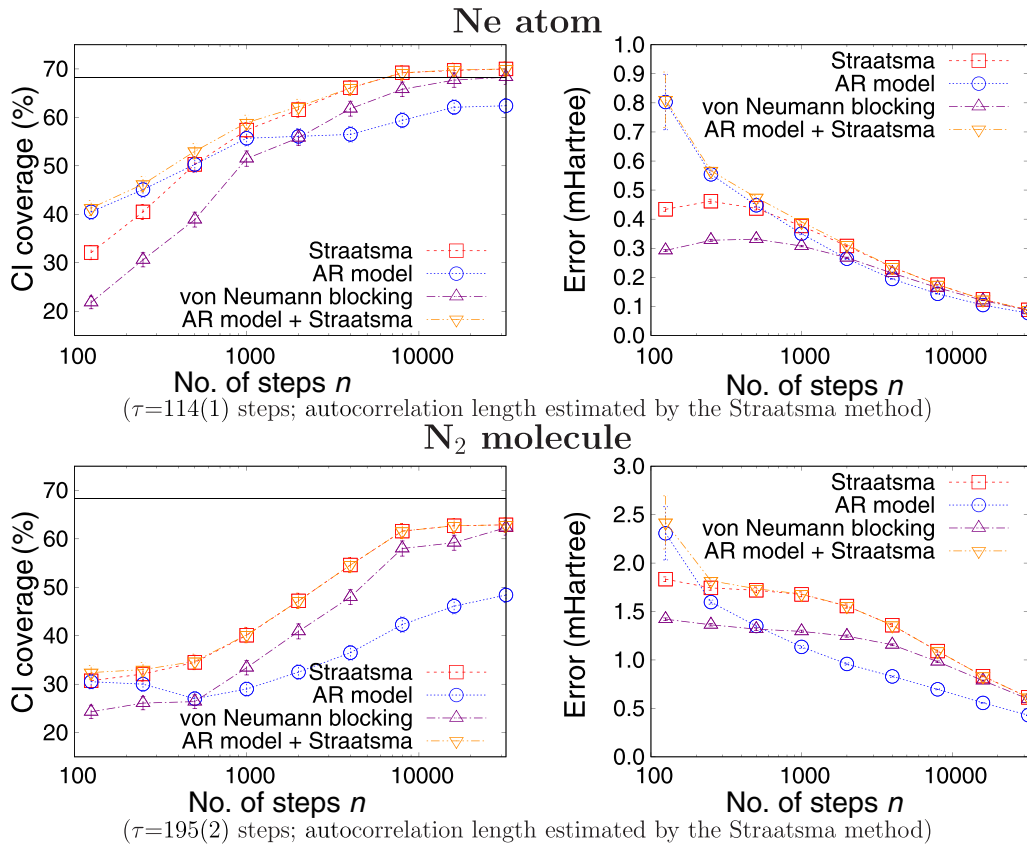 Ne atom
CI coverage (%)
70
60
50
40
30
20
100
1000
10000
No. of steps n
Straatsma
AR model
von Neumann blocking
AR model + Straatsma
Error (mHartree)
1.0
0.9
0.8
0.7
0.6
0.5
0.4
0.3
0.2
0.1
0.0
100
1000
10000
No. of steps n
Straatsma
AR model
von Neumann blocking
AR model + Straatsma
(τ=114(1) steps; autocorrelation length estimated by the Straatsma method)
N₂ molecule
CI coverage (%)
70
60
50
40
30
20
100
1000
10000
No. of steps n
Straatsma
AR model
von Neumann blocking
AR model + Straatsma
Error (mHartree)
3.0
2.5
2.0
1.5
1.0
0.5
0.0
100
1000
10000
No. of steps n
Straatsma
AR model
von Neumann blocking
AR model + Straatsma
(τ=195(2) steps; autocorrelation length estimated by the Straatsma method)